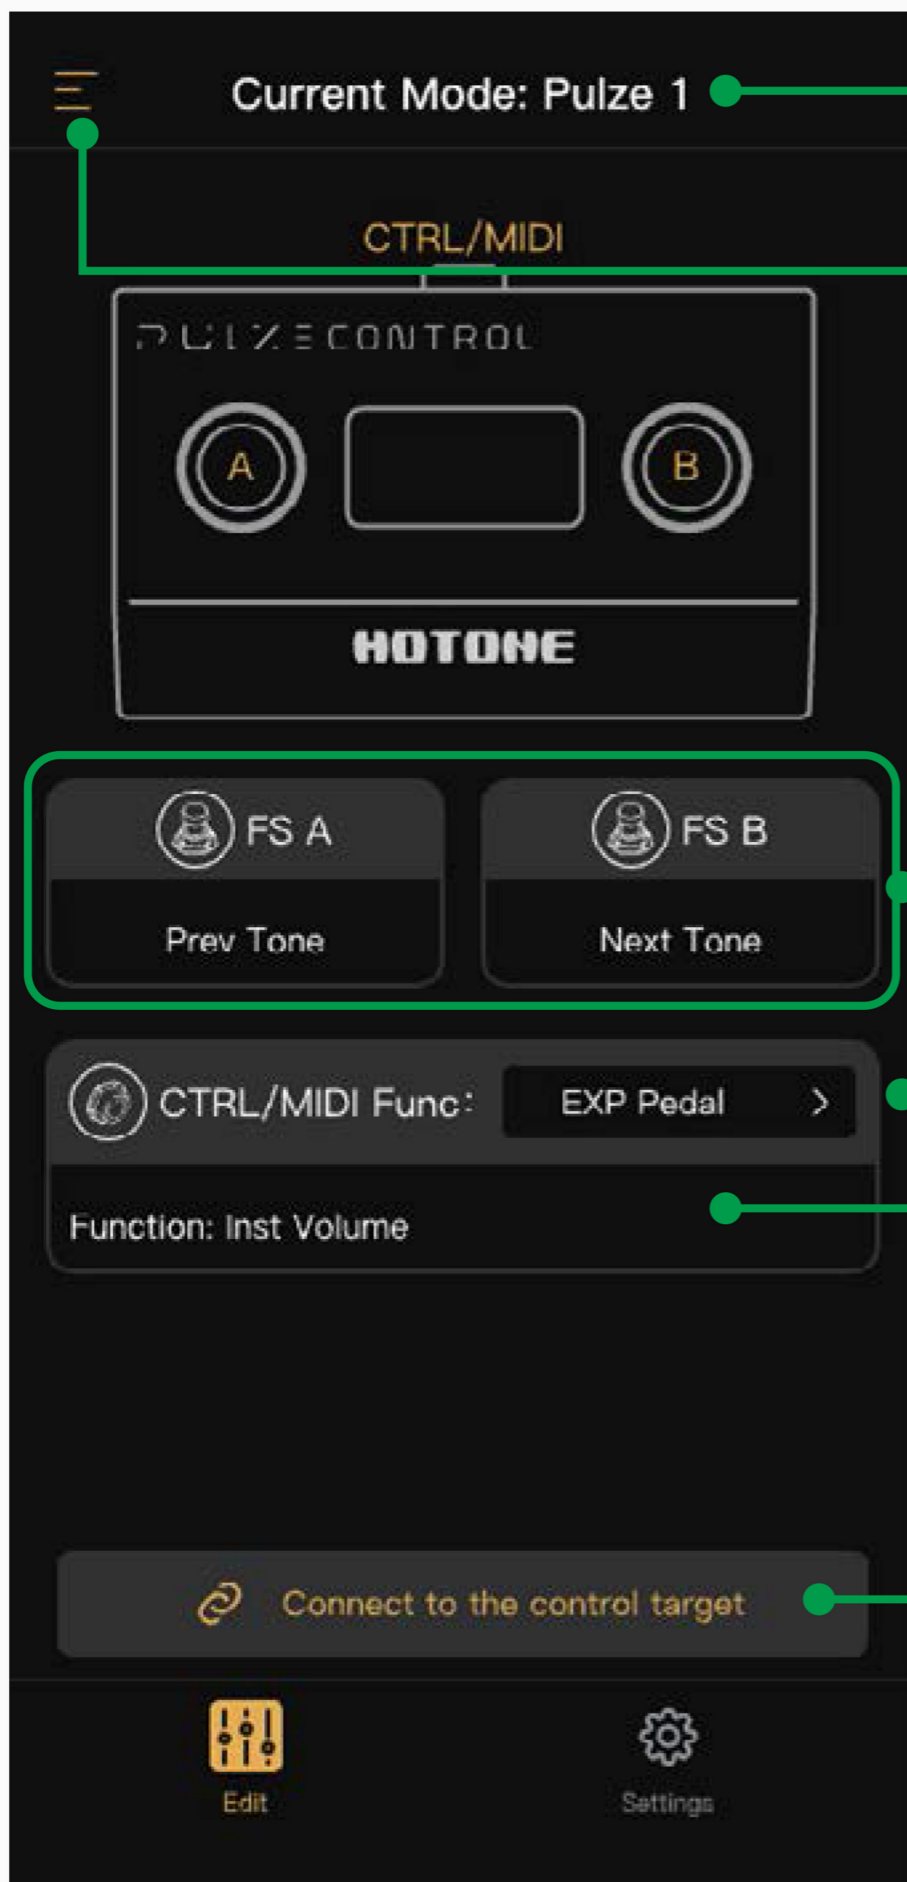 Current Mode: Pulze 1
CTRL/MIDI
PULZE CONTROL
A
B
HOTONE
FS A
FS B
Prev Tone
Next Tone
CTRL/MIDI Func:
EXP Pedal >
Function: Inst Volume
Connect to the control target
Edit
Settings